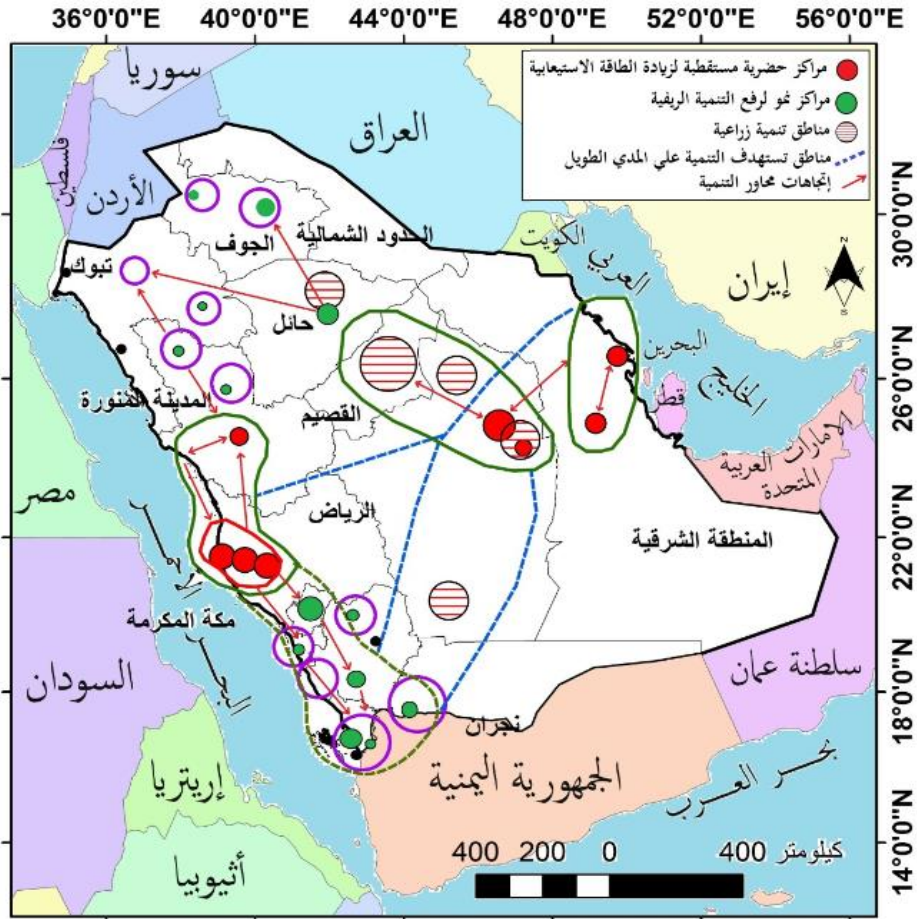 36°0'0"E
40°0'0"E
44°0'0"E
48°0'0"E
52°0'0"E
56°0'0"E
مراكز حضرية مستقطبة لزيادة الطاقة الاستيعابية
مراكز نمو لرفع التنمية الريفية
مناطق تنمية زراعية
مناطق تستهدف التنمية علي المدي الطويل
إتجاهات محاور التنمية
سوريا
العراق
فلسطين
الأردن
30°0'0"N
الحدود الشمالية
الجوف
الكويت
تبوك
إيران
N
حائل
الخليج العربي
البحرين
26°0'0"N
المدينة المنورة
القصيم
قطر
الامارات العربية
المتحدة
مصر
الرياض
المنطقة الشرقية
22°0'0"N
البحر الاحمر
مكة المكرمة
السودان
سلطنة عمان
18°0'0"N
نجران
الجمهورية اليمنية
بحر العرب
إريتريا
أثيوبيا
14°0'0"N
400 200 0 400 كيلومتر